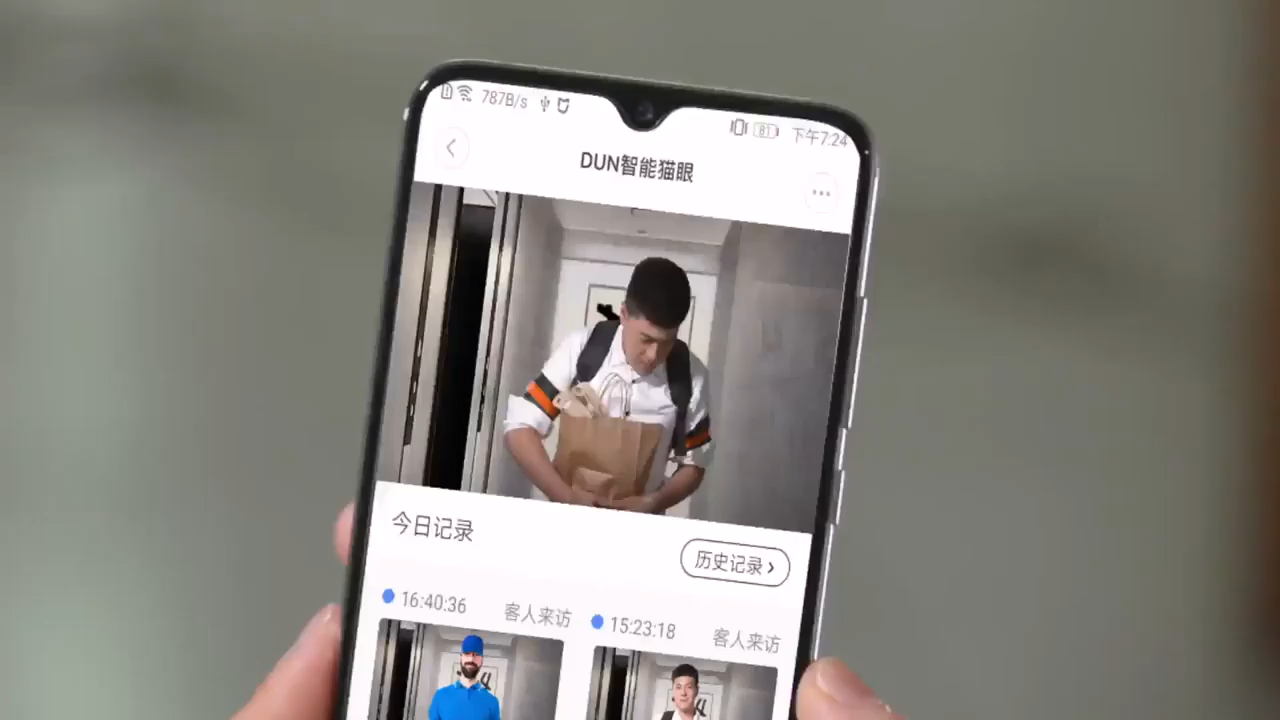 787B/s
81
下午7:24
DUN智能猫眼
今日记录
历史记录 >
16:40:36 客人来访
15:23:18 客人来访